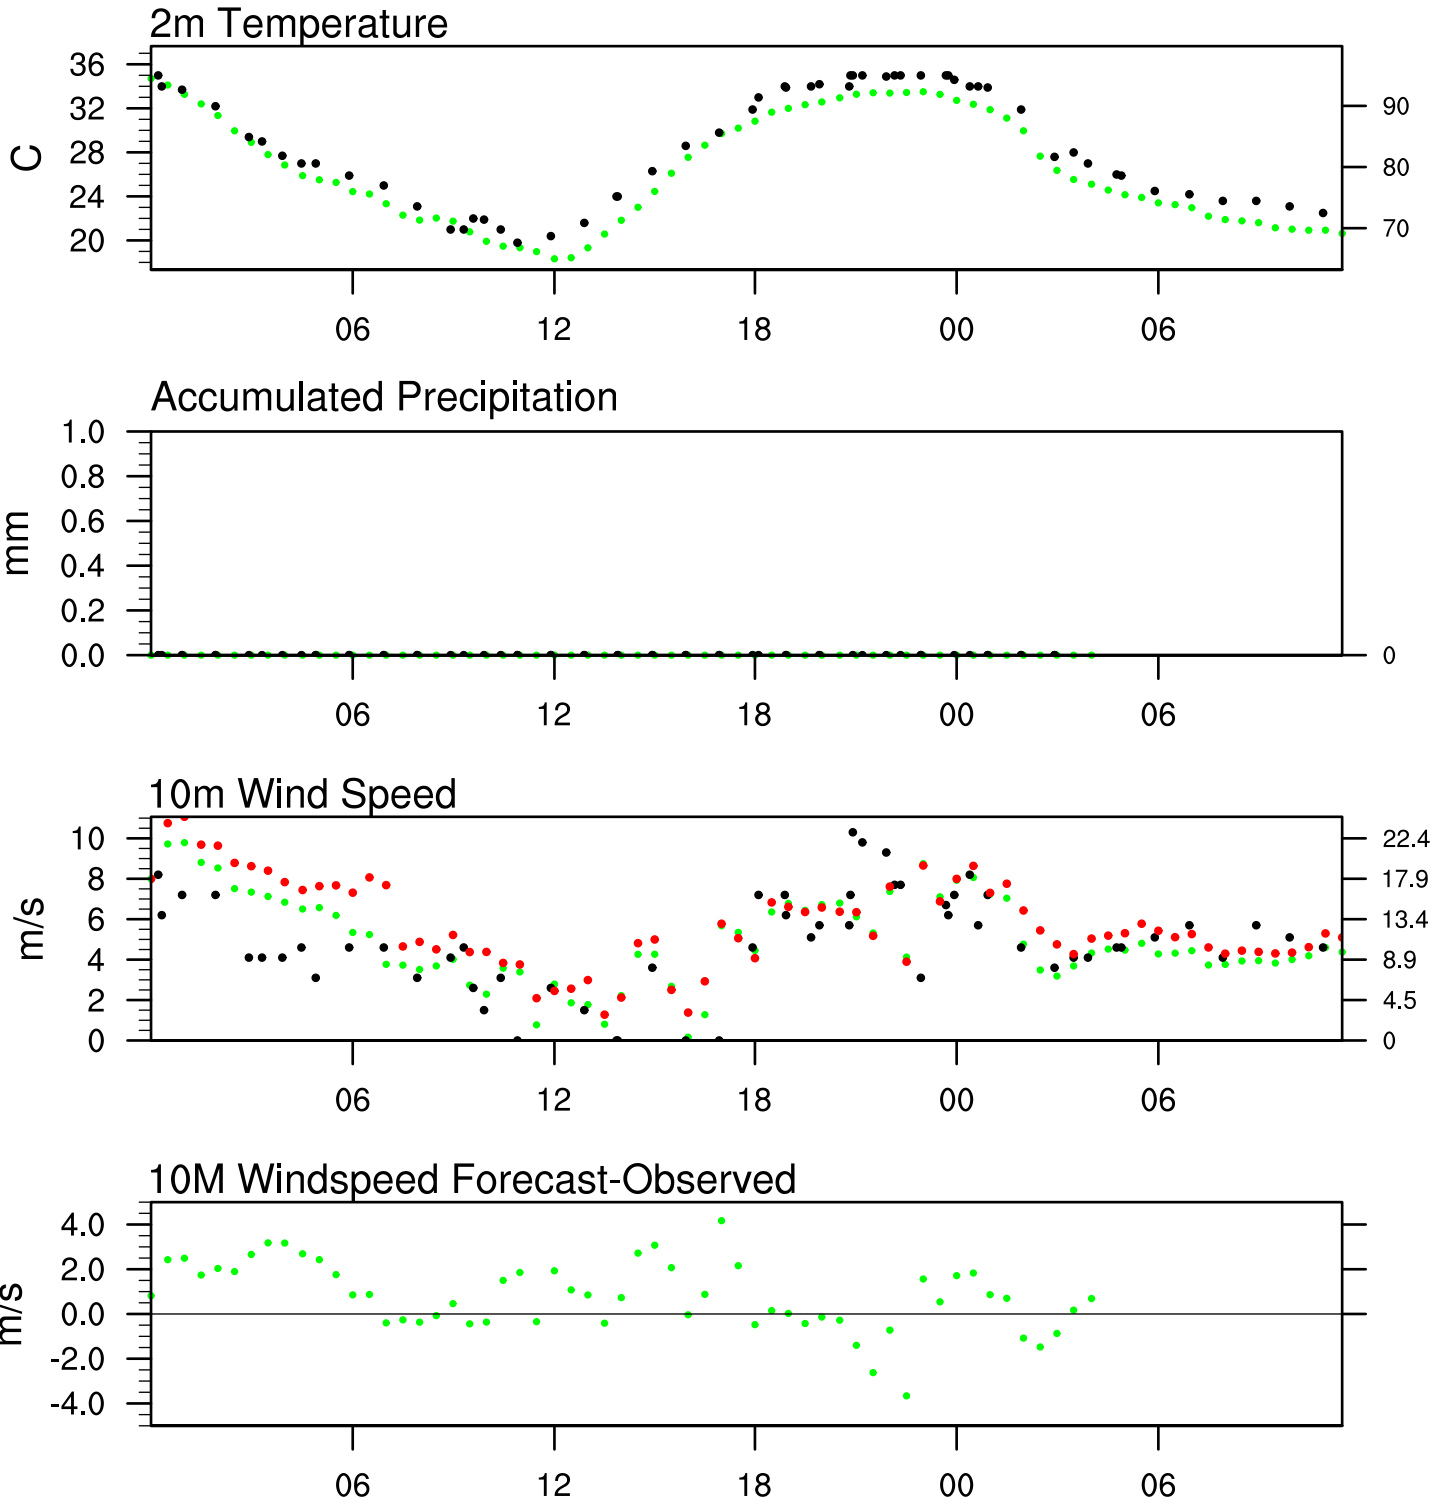 2m Temperature
36
32
28
24
20
C
90
80
70
06 12 18 00 06
Accumulated Precipitation
1.0
0.8
0.6
0.4
0.2
0.0
mm
0
06 12 18 00 06
10m Wind Speed
10
8
6
4
2
0
m/s
22.4
17.9
13.4
8.9
4.5
0
06 12 18 00 06
10M Windspeed Forecast-Observed
4.0
2.0
0.0
-2.0
-4.0
m/s
06 12 18 00 06